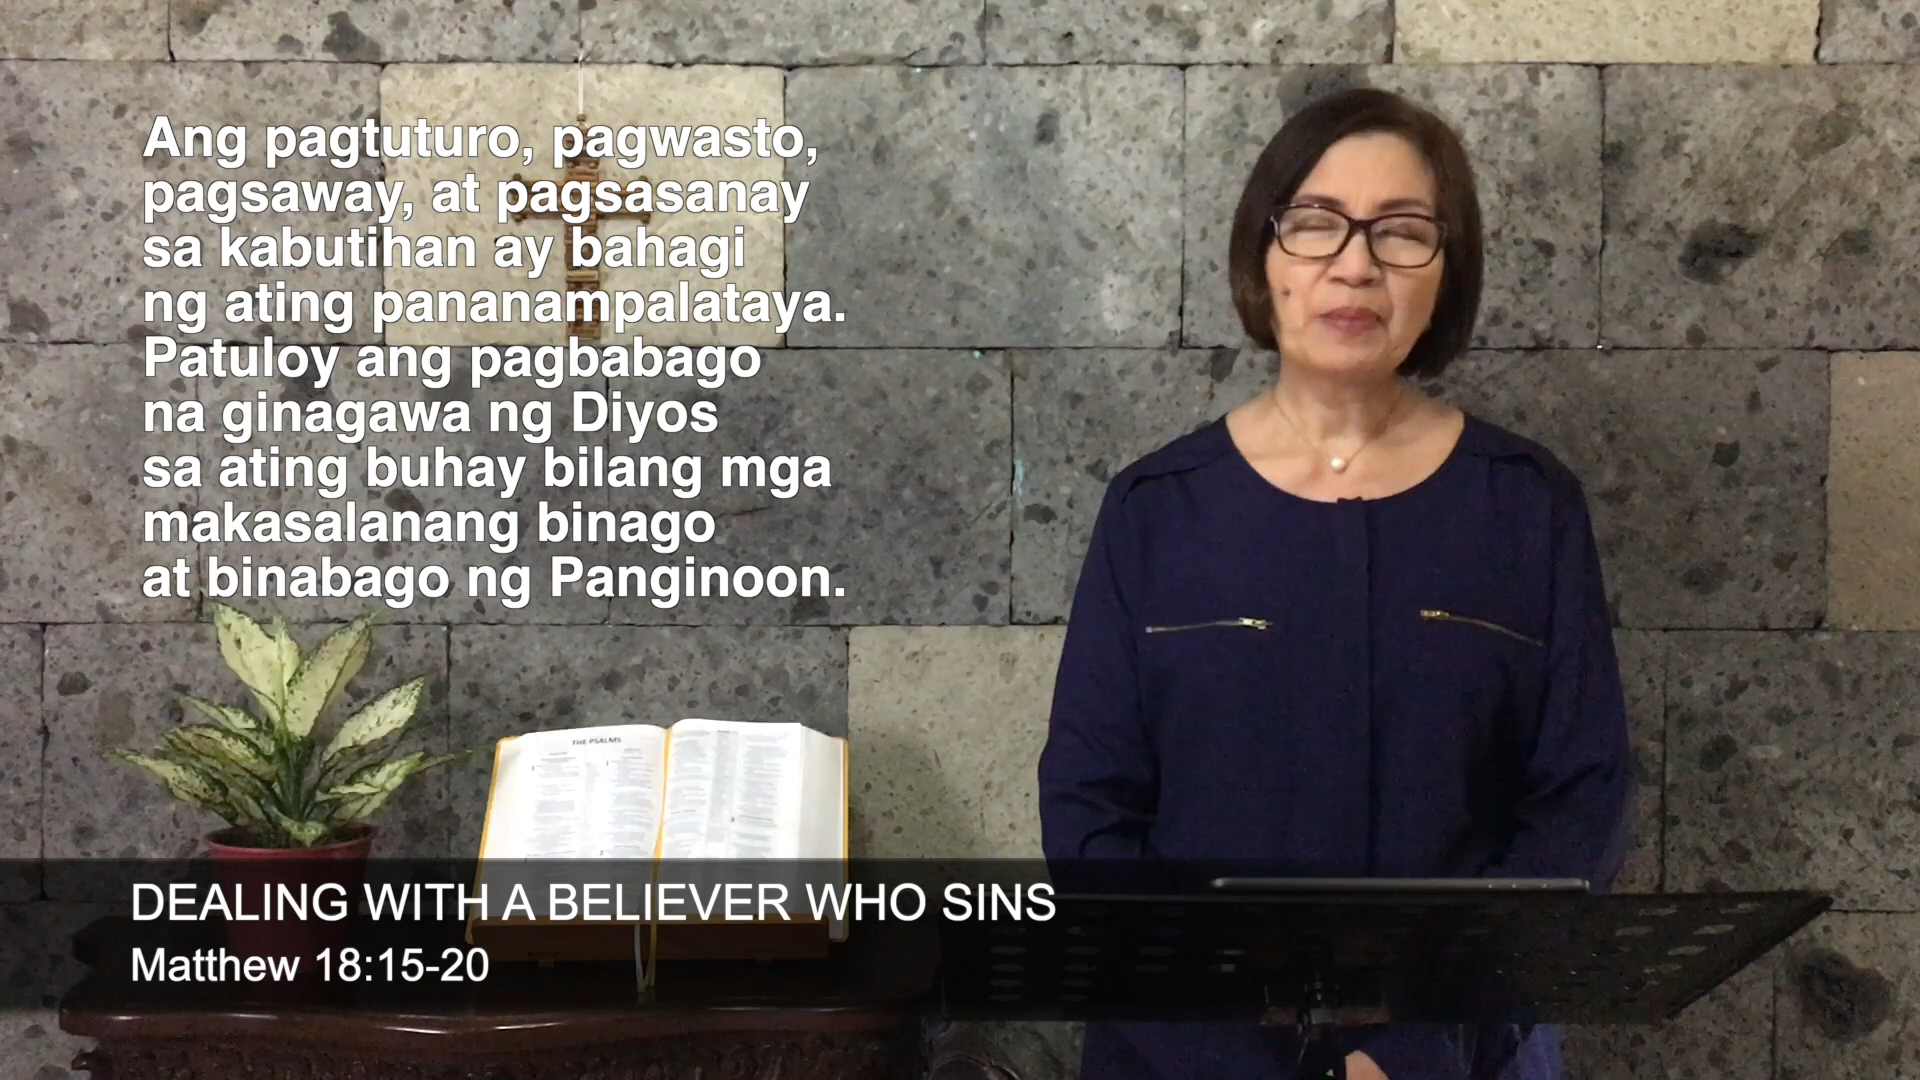 Ang pagtuturo, pagwasto,
pagsaway, at pagsasanay
sa kabutihan ay bahagi
ng ating pananampalataya.
Patuloy ang pagbabago
na ginagawa ng Diyos
sa ating buhay bilang mga
makasalanang binago
at binabago ng Panginoon.
THE PSALMS
DEALING WITH A BELIEVER WHO SINS
Matthew 18:15-20